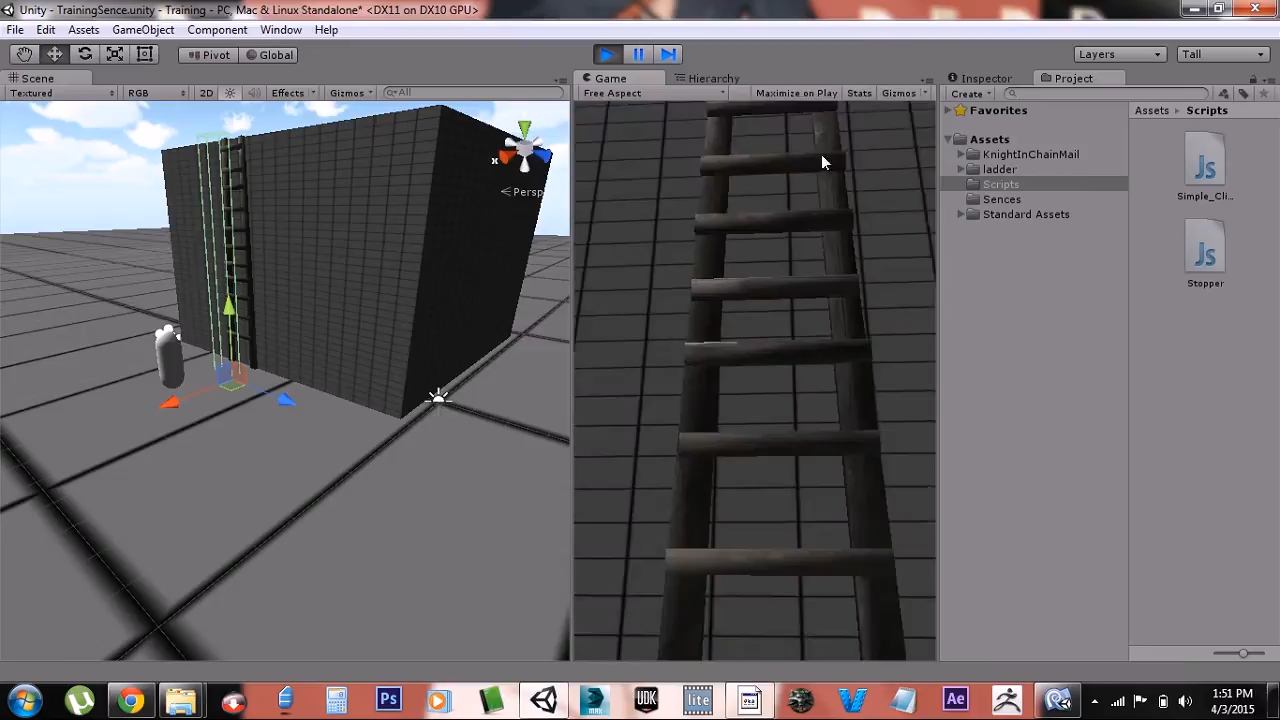 Unity - TrainingSence.unity - Training - PC, Mac & Linux Standalone* <DX11 on DX10 GPU>
File Edit Assets GameObject Component Window Help
Pivot Global Layers Tall
Scene Game Hierarchy Inspector Project
Textured RGB 2D Effects Gizmos All Free Aspect Maximize on Play Stats Gizmos Create
Favorites Assets Scripts
Assets
KnightInChainMail
ladder
Scripts
Sences
Standard Assets
x
Persp
Js
Simple_Cli...
Js
Stopper
Ps
MAX
UDK
lite
Ae
1:51 PM
4/3/2015